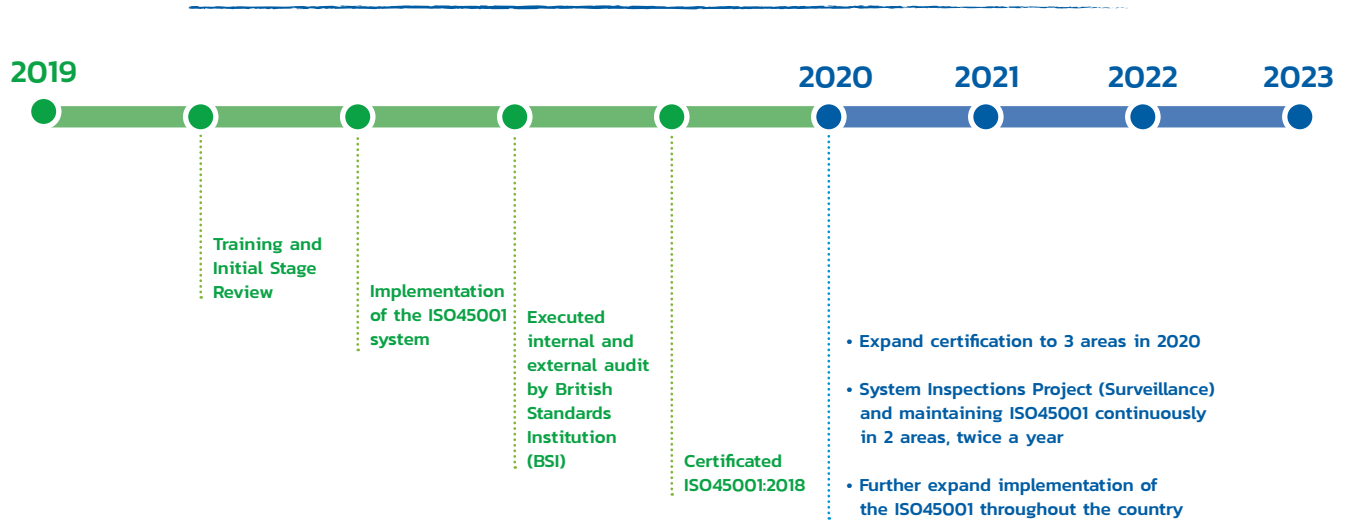 2019
2020
2021
2022
2023
Training and
Initial Stage
Review
Implementation
of the ISO45001
system
Executed
internal and
external audit
by British
Standards
Institution
(BSI)
Certificated
ISO45001:2018
• Expand certification to 3 areas in 2020
• System Inspections Project (Surveillance)
and maintaining ISO45001 continuously
in 2 areas, twice a year
• Further expand implementation of
the ISO45001 throughout the country